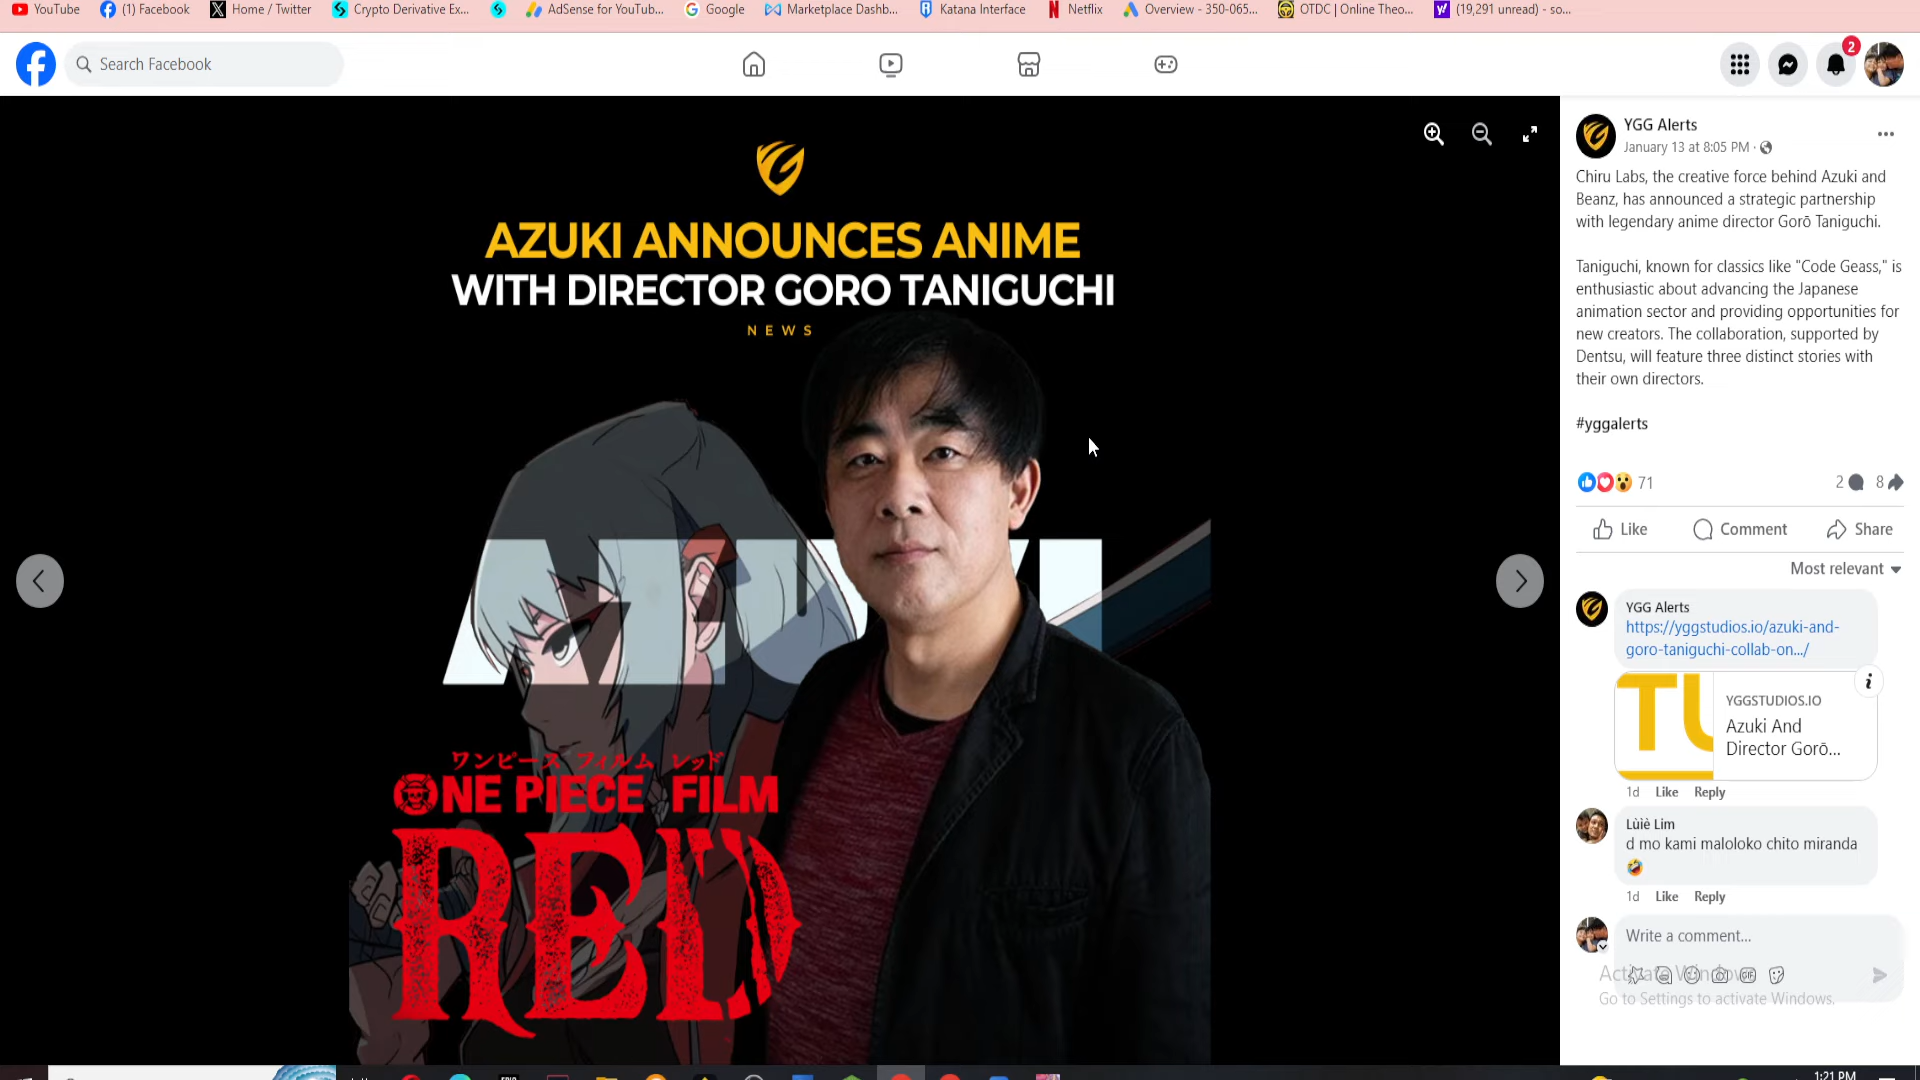 YouTube
(1) Facebook
Home / Twitter
Crypto Derivative Ex...
AdSense for YouTub...
Google
Marketplace Dashb...
Katana Interface
Netflix
Overview - 350-065...
OTDC | Online Theo...
(19,291 unread) - so...
Search Facebook
2
AZUKI ANNOUNCES ANIME
WITH DIRECTOR GORO TANIGUCHI
NEWS
ワンピース フィルム レッド
ONE PIECE FILM
RED
YGG Alerts
January 13 at 8:05 PM ·
Chiru Labs, the creative force behind Azuki and
Beanz, has announced a strategic partnership
with legendary anime director Gorō Taniguchi.
Taniguchi, known for classics like "Code Geass," is
enthusiastic about advancing the Japanese
animation sector and providing opportunities for
new creators. The collaboration, supported by
Dentsu, will feature three distinct stories with
their own directors.
#yggalerts
71
2
8
Like
Comment
Share
Most relevant
YGG Alerts
https://yggstudios.io/azuki-and-
goro-taniguchi-collab-on.../
TU
YGGSTUDIOS.IO
Azuki And
Director Gorō...
1d Like Reply
Lùiè Lim
d mo kami maloloko chito miranda
1d Like Reply
Write a comment...
Activate Windows
Go to Settings to activate Windows.
1:21 PM